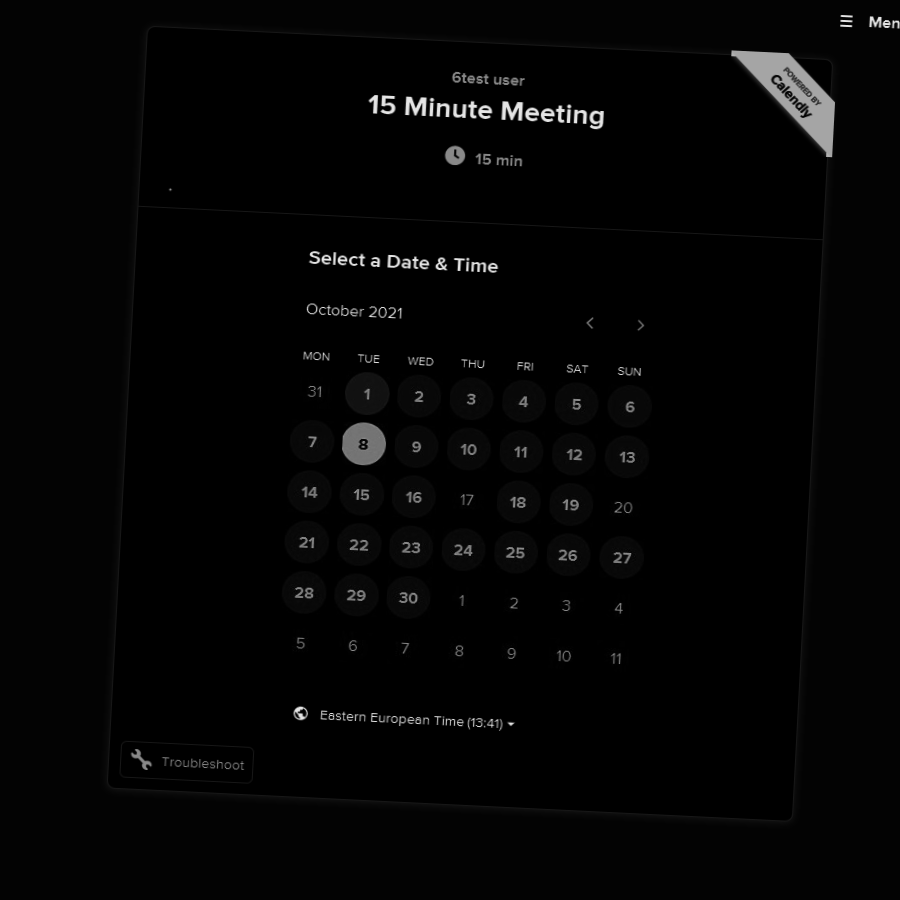 ☰ Men
6test user
15 Minute Meeting
15 min
POWERED BY
Calendly
.
Select a Date & Time
October 2021
MON TUE WED THU FRI SAT SUN
31 1 2 3 4 5 6
7 8 9 10 11 12 13
14 15 16 17 18 19 20
21 22 23 24 25 26 27
28 29 30 1 2 3 4
5 6 7 8 9 10 11
Eastern European Time (13:41)
Troubleshoot